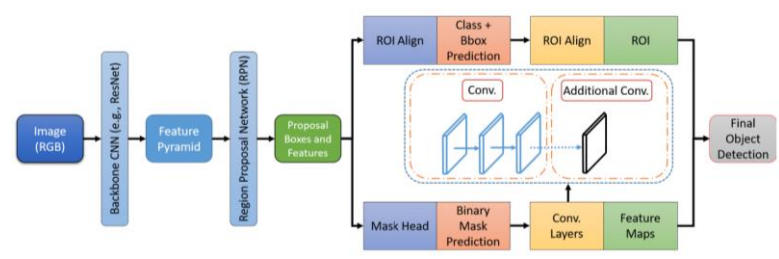 Image
(RGB)
Backbone CNN (e.g., ResNet)
Feature
Pyramid
Region Proposal Network (RPN)
Proposal
Boxes and
Features
ROI Align
Class +
Bbox
Prediction
ROI Align
ROI
Conv.
Additional Conv.
Mask Head
Binary
Mask
Prediction
Conv.
Layers
Feature
Maps
Final
Object
Detection